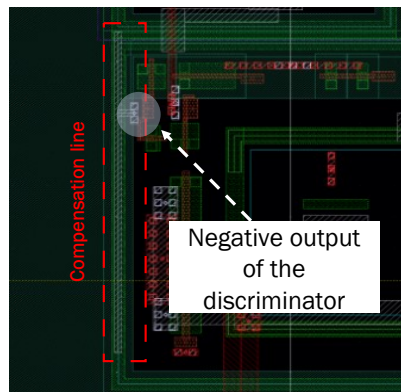 Compensation line
Negative output
of the
discriminator